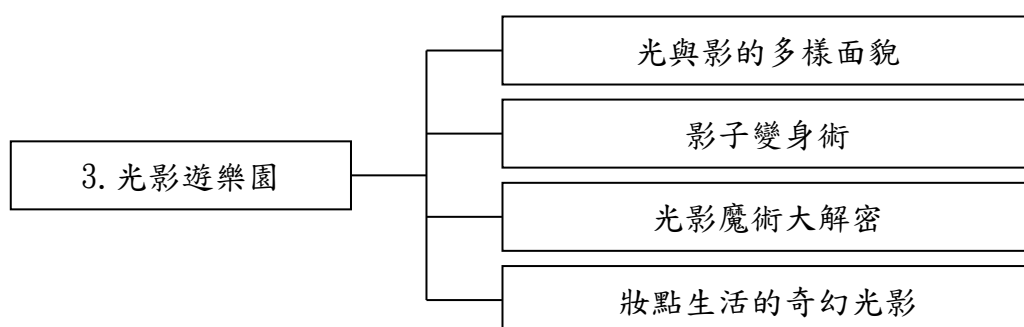 3.光影遊樂園
光與影的多樣面貌
影子變身術
光影魔術大解密
妝點生活的奇幻光影